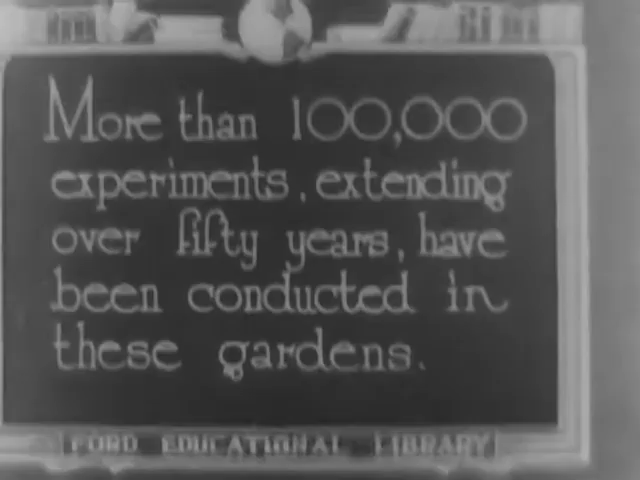 More than 100,000
experiments, extending
over fifty years, have
been conducted in
these gardens.
FORD EDUCATIONAL LIBRARY